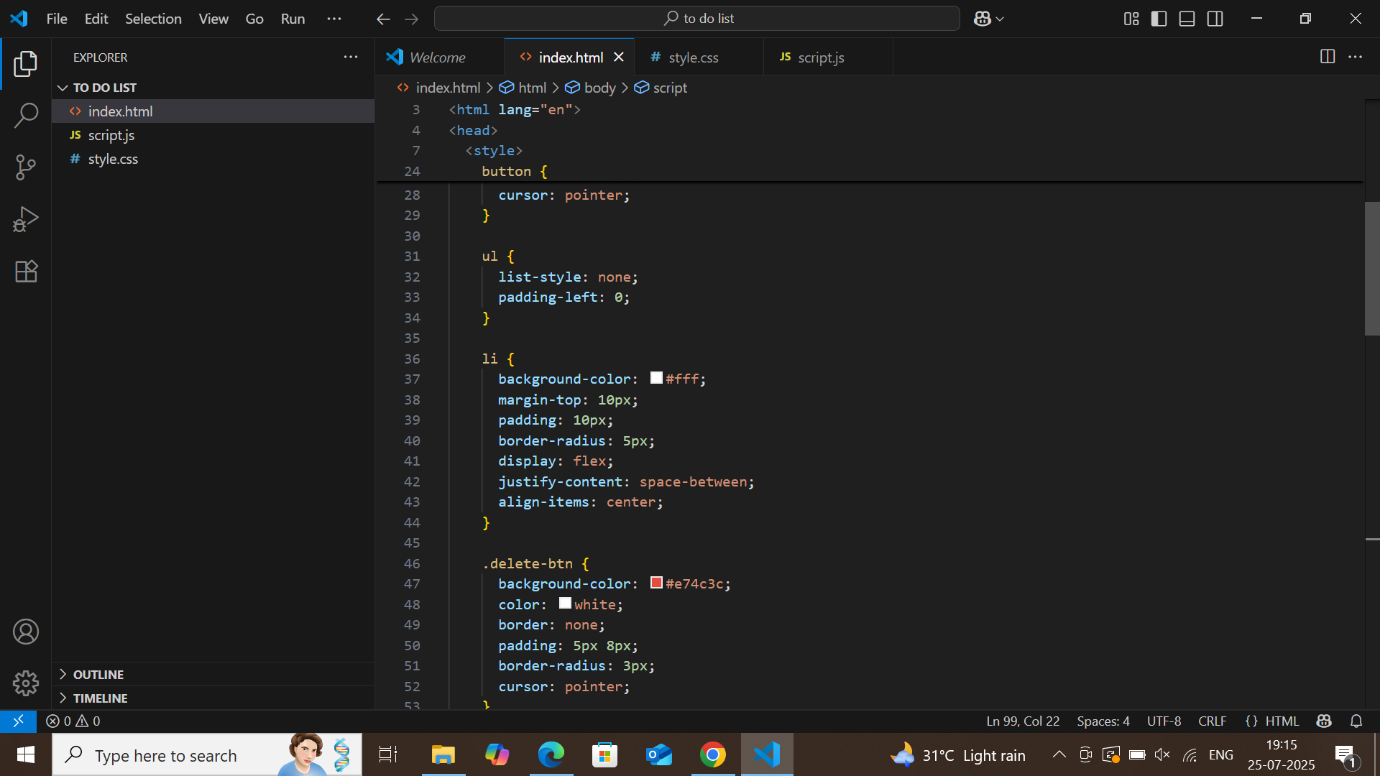 File Edit Selection View Go Run ··· to do list
EXPLORER ···
TO DO LIST
<> index.html
JS script.js
# style.css
OUTLINE
TIMELINE
Welcome <> index.html # style.css JS script.js ···
<> index.html > html > body > script
3 <html lang="en">
4 <head>
7 <style>
24 button {
28 cursor: pointer;
29 }
30
31 ul {
32 list-style: none;
33 padding-left: 0;
34 }
35
36 li {
37 background-color: #fff;
38 margin-top: 10px;
39 padding: 10px;
40 border-radius: 5px;
41 display: flex;
42 justify-content: space-between;
43 align-items: center;
44 }
45
46 .delete-btn {
47 background-color: #e74c3c;
48 color: white;
49 border: none;
50 padding: 5px 8px;
51 border-radius: 3px;
52 cursor: pointer;
53 }
0 0 Ln 99, Col 22 Spaces: 4 UTF-8 CRLF {} HTML
Type here to search 31°C Light rain ENG 19:15
25-07-2025 1